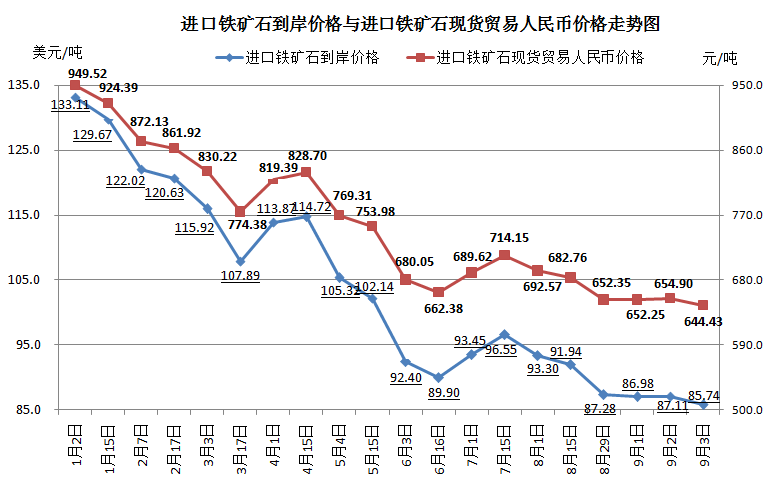 进口铁矿石到岸价格与进口铁矿石现货贸易人民币价格走势图
美元/吨
进口铁矿石到岸价格
进口铁矿石现货贸易人民币价格
元/吨
135.0
125.0
115.0
105.0
95.0
85.0
950.0
860.0
770.0
680.0
590.0
500.0
949.52
924.39
872.13
861.92
830.22
774.38
819.39
828.70
769.31
753.98
680.05
662.38
689.62
714.15
692.57
682.76
652.35
652.25
654.90
644.43
133.11
129.67
122.02
120.63
115.92
107.89
113.87
114.72
105.32
102.14
92.40
89.90
93.45
96.55
93.30
91.94
87.28
86.98
87.11
85.74
1月2日
1月15日
2月7日
2月17日
3月3日
3月17日
4月1日
4月15日
5月4日
5月15日
6月3日
6月16日
7月1日
7月15日
8月1日
8月15日
8月29日
9月1日
9月2日
9月3日